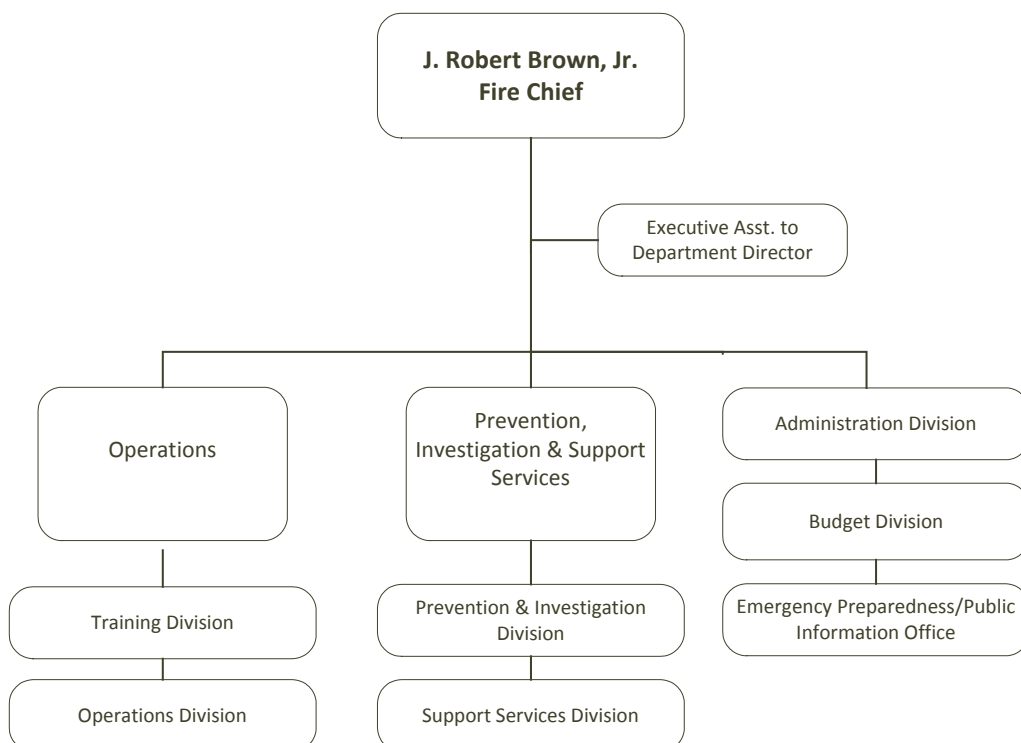 J. Robert Brown, Jr.
Fire Chief
Executive Asst. to
Department Director
Operations
Prevention,
Investigation & Support
Services
Administration Division
Budget Division
Emergency Preparedness/Public
Information Office
Training Division
Prevention & Investigation
Division
Operations Division
Support Services Division